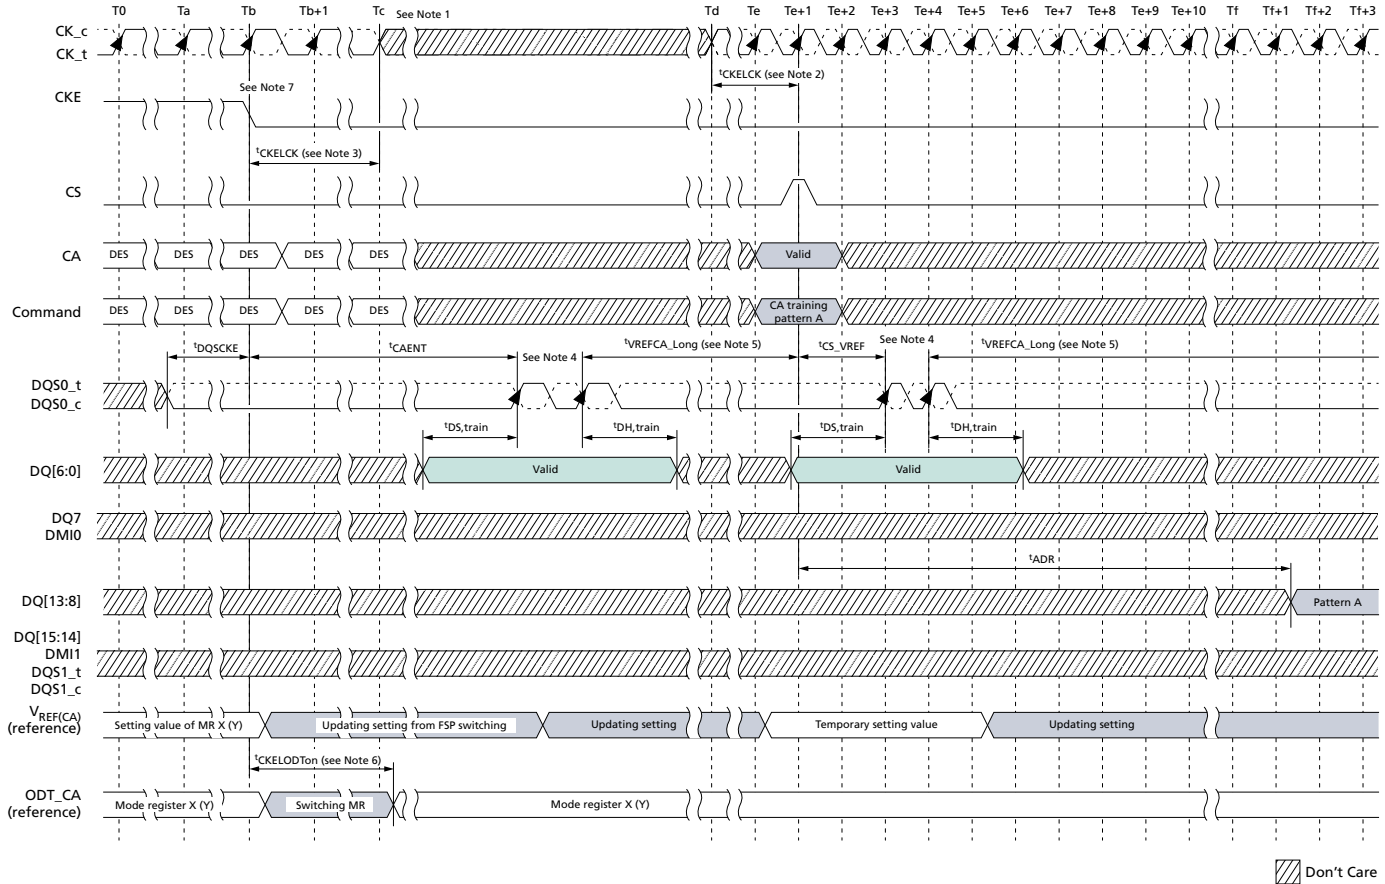 T0 Ta Tb Tb+1 Tc See Note 1 Td Te Te+1 Te+2 Te+3 Te+4 Te+5 Te+6 Te+7 Te+8 Te+9 Te+10 Tf Tf+1 Tf+2 Tf+3
CK_c
CK_t
tCKELCK (see Note 2)
See Note 7
CKE
tCKELCK (see Note 3)
CS
CA DES DES DES DES DES Valid
Command DES DES DES DES DES CA training
pattern A
tDQSCKE tCAENT See Note 4 tVREFCA_Long (see Note 5) tCS_VREF See Note 4 tVREFCA_Long (see Note 5)
DQS0_t
DQS0_c
tDS,train tDH,train tDS,train tDH,train
DQ[6:0] Valid Valid
DQ7
DMI0
tADR
DQ[13:8] Pattern A
DQ[15:14]
DMI1
DQS1_t
DQS1_c
VREF(CA)
(reference) Setting value of MR X (Y) Updating setting from FSP switching Updating setting Temporary setting value Updating setting
tCKELODTon (see Note 6)
ODT_CA
(reference) Mode register X (Y) Switching MR Mode register X (Y)
Don't Care